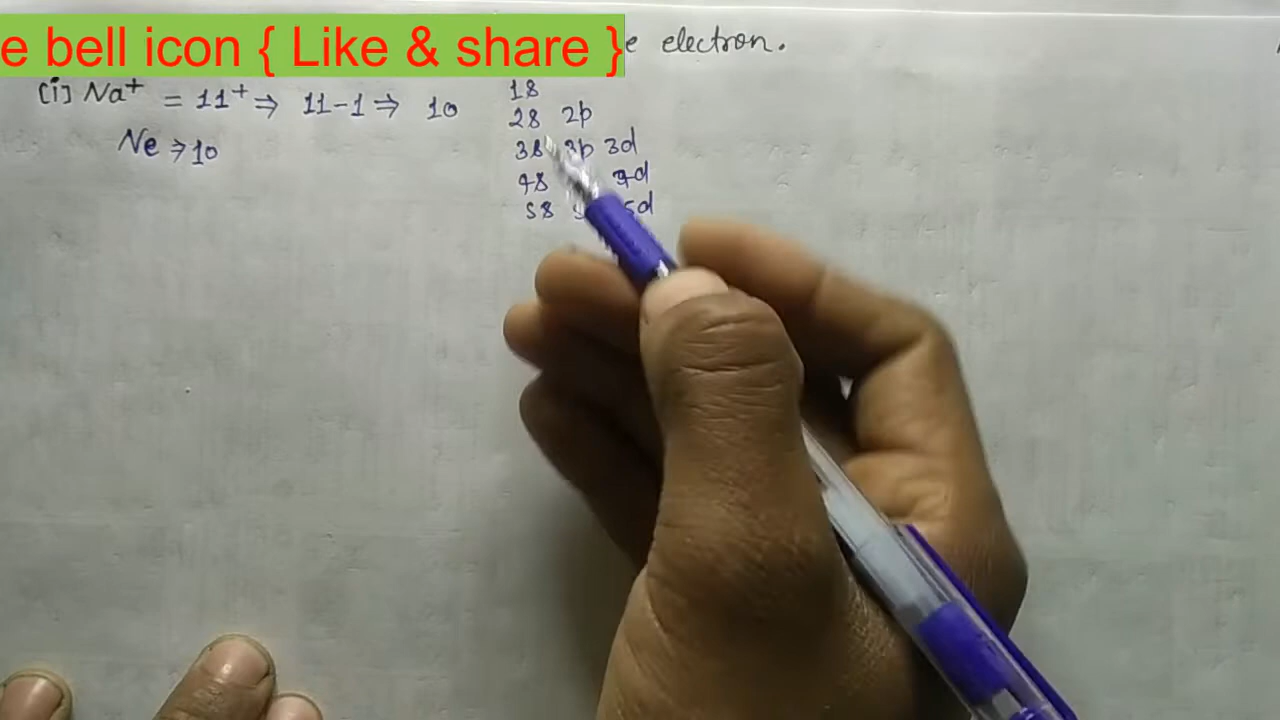 e bell icon { Like & share }
e electron.
(i) Na⁺ = 11⁺ ⇒ 11-1 ⇒ 10
Ne ⇒ 10
1s
2s 2p
3s 3p 3d
4s 4d
5s 5d